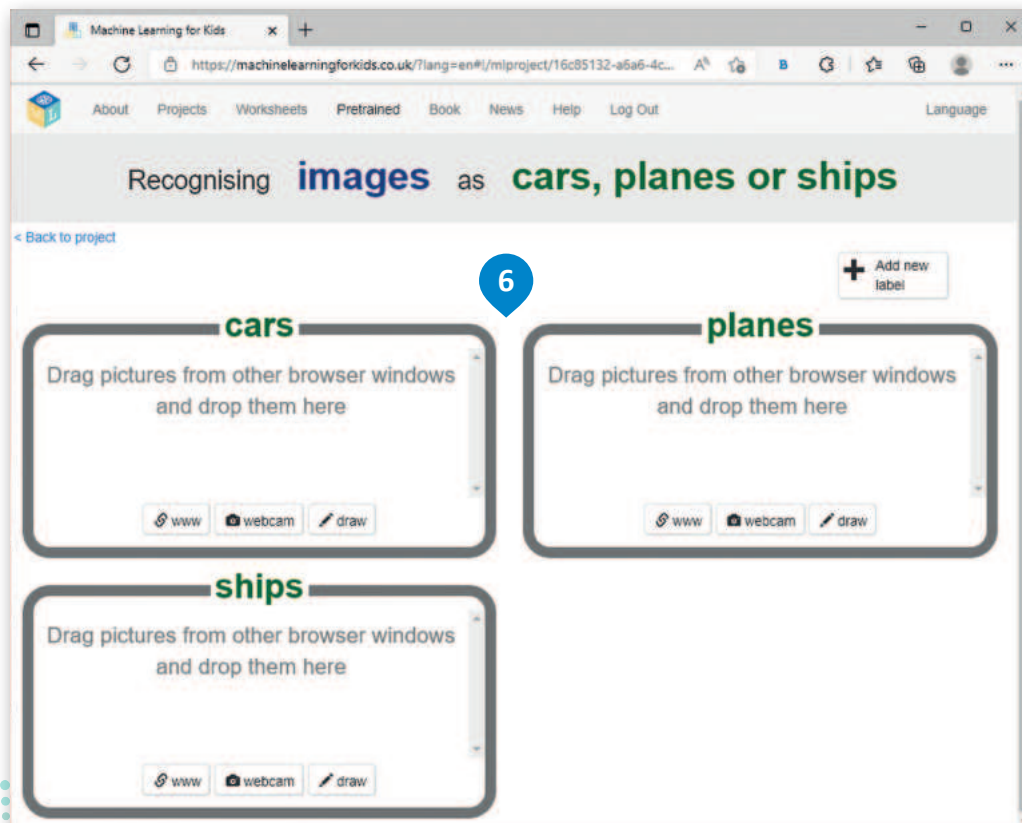 Machine Learning for Kids
https://machinelearningforkids.co.uk/?lang=en#!/mlproject/16c85132-a6a6-4c...
About Projects Worksheets Pretrained Book News Help Log Out Language
Recognising images as cars, planes or ships
< Back to project
6
Add new
label
cars
Drag pictures from other browser windows
and drop them here
www webcam draw
planes
Drag pictures from other browser windows
and drop them here
www webcam draw
ships
Drag pictures from other browser windows
and drop them here
www webcam draw